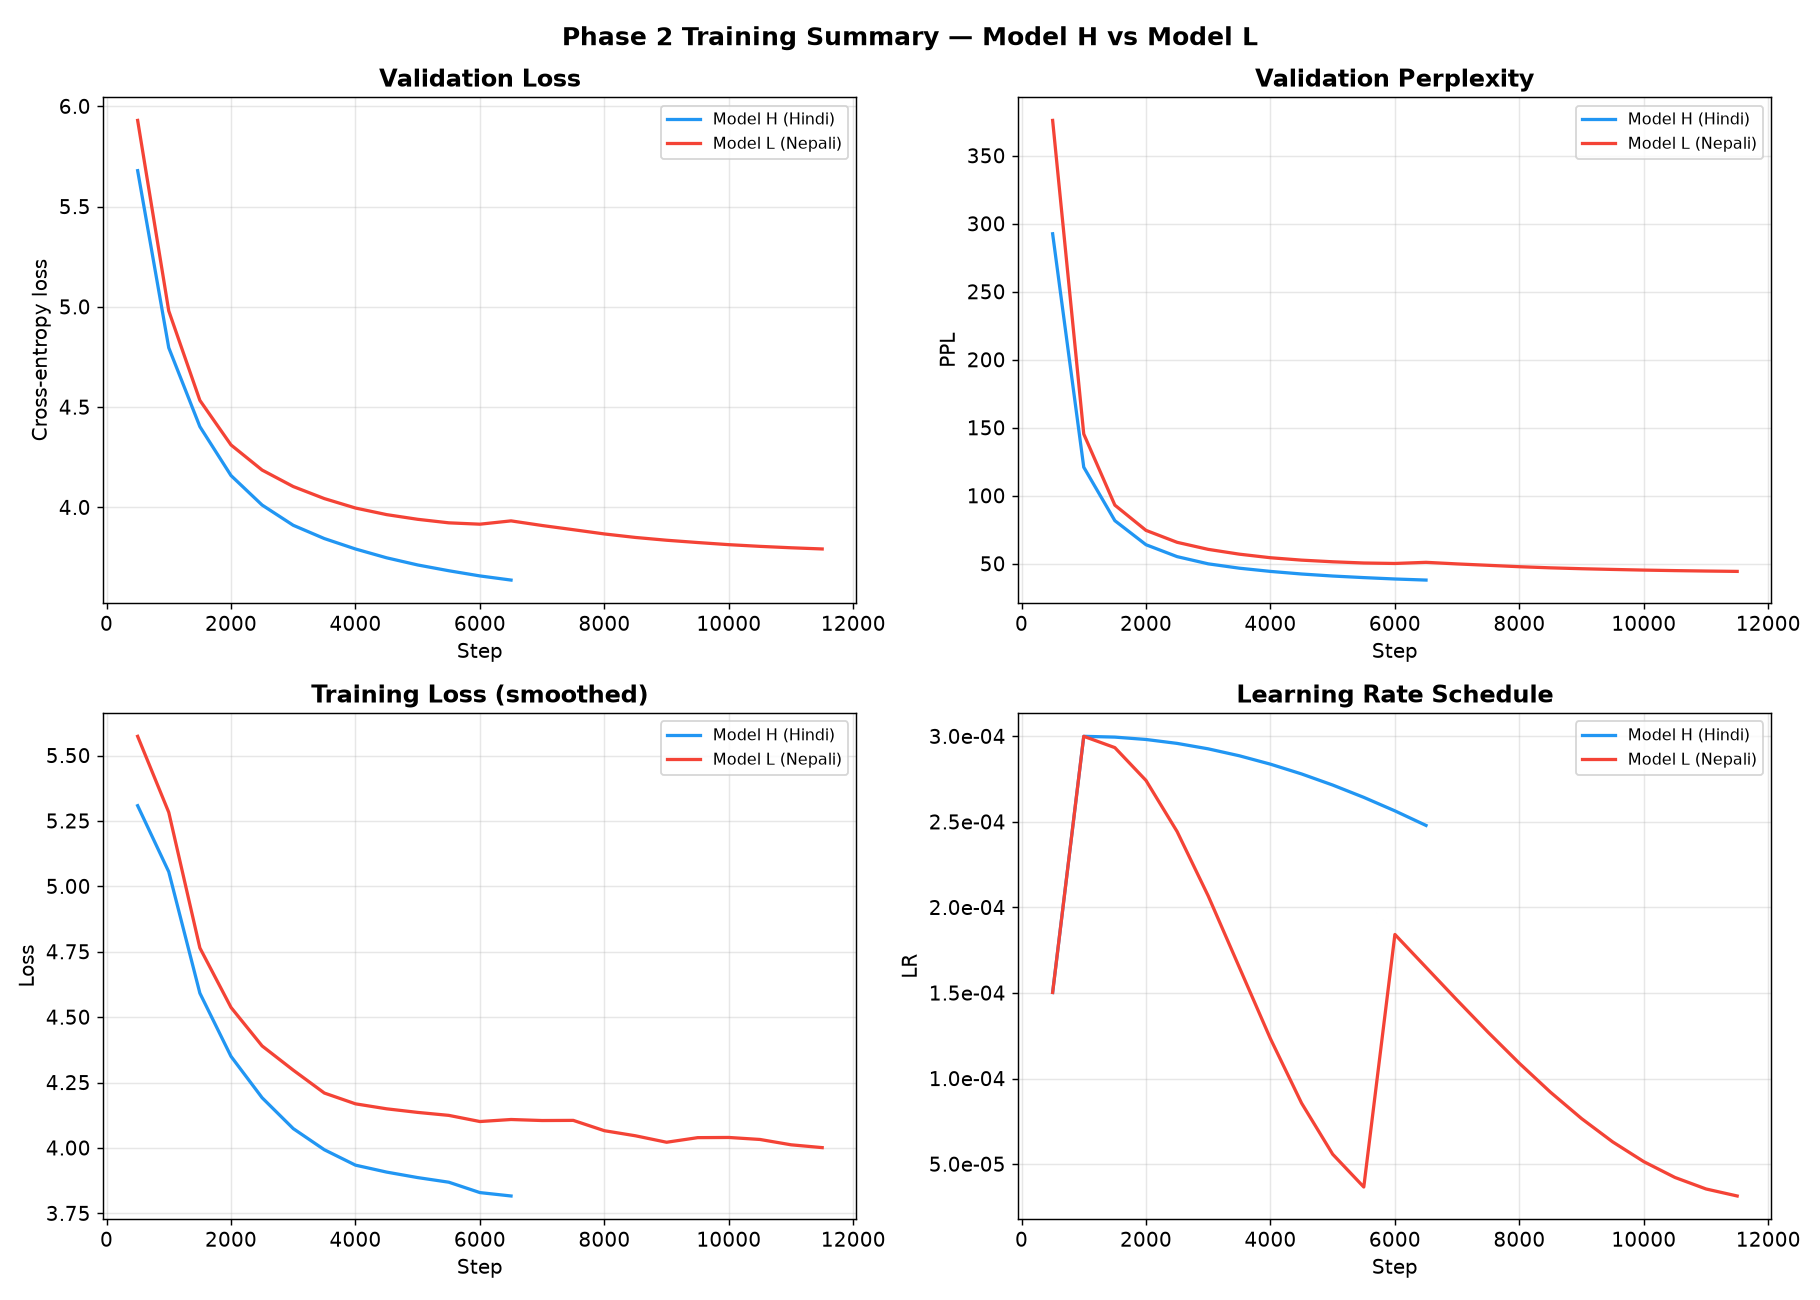 Phase 2 Training Summary — Model H vs Model L
Validation Loss
Cross-entropy loss
6.0
5.5
5.0
4.5
4.0
Model H (Hindi)
Model L (Nepali)
0 2000 4000 6000 8000 10000 12000
Step
Validation Perplexity
PPL
350
300
250
200
150
100
50
Model H (Hindi)
Model L (Nepali)
0 2000 4000 6000 8000 10000 12000
Step
Training Loss (smoothed)
Loss
5.50
5.25
5.00
4.75
4.50
4.25
4.00
3.75
Model H (Hindi)
Model L (Nepali)
0 2000 4000 6000 8000 10000 12000
Step
Learning Rate Schedule
LR
3.0e-04
2.5e-04
2.0e-04
1.5e-04
1.0e-04
5.0e-05
Model H (Hindi)
Model L (Nepali)
0 2000 4000 6000 8000 10000 12000
Step